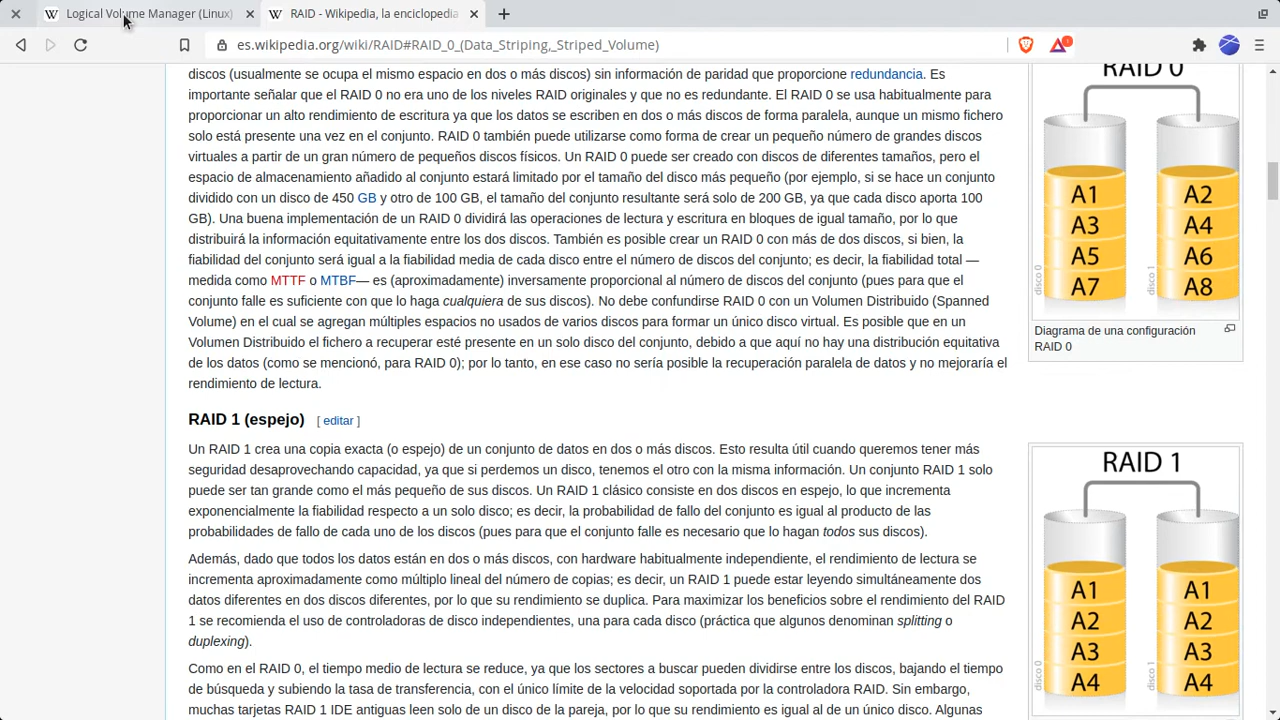 Logical Volume Manager (Linux)
RAID - Wikipedia, la enciclopedia
es.wikipedia.org/wiki/RAID#RAID_0_(Data_Striping,_Striped_Volume)
discos (usualmente se ocupa el mismo espacio en dos o más discos) sin información de paridad que proporcione redundancia. Es
importante señalar que el RAID 0 no era uno de los niveles RAID originales y que no es redundante. El RAID 0 se usa habitualmente para
proporcionar un alto rendimiento de escritura ya que los datos se escriben en dos o más discos de forma paralela, aunque un mismo fichero
solo está presente una vez en el conjunto. RAID 0 también puede utilizarse como forma de crear un pequeño número de grandes discos
virtuales a partir de un gran número de pequeños discos físicos. Un RAID 0 puede ser creado con discos de diferentes tamaños, pero el
espacio de almacenamiento añadido al conjunto estará limitado por el tamaño del disco más pequeño (por ejemplo, si se hace un conjunto
dividido con un disco de 450 GB y otro de 100 GB, el tamaño del conjunto resultante será solo de 200 GB, ya que cada disco aporta 100
GB). Una buena implementación de un RAID 0 dividirá las operaciones de lectura y escritura en bloques de igual tamaño, por lo que
distribuirá la información equitativamente entre los dos discos. También es posible crear un RAID 0 con más de dos discos, si bien, la
fiabilidad del conjunto será igual a la fiabilidad media de cada disco entre el número de discos del conjunto; es decir, la fiabilidad total —
medida como MTTF o MTBF— es (aproximadamente) inversamente proporcional al número de discos del conjunto (pues para que el
conjunto falle es suficiente con que lo haga cualquiera de sus discos). No debe confundirse RAID 0 con un Volumen Distribuido (Spanned
Volume) en el cual se agregan múltiples espacios no usados de varios discos para formar un único disco virtual. Es posible que en un
Volumen Distribuido el fichero a recuperar esté presente en un solo disco del conjunto, debido a que aquí no hay una distribución equitativa
de los datos (como se mencionó, para RAID 0); por lo tanto, en ese caso no sería posible la recuperación paralela de datos y no mejoraría el
rendimiento de lectura.
RAID 0
A1
A3
A5
A7
disco 0
A2
A4
A6
A8
disco 1
Diagrama de una configuración
RAID 0
RAID 1 (espejo) [ editar ]
Un RAID 1 crea una copia exacta (o espejo) de un conjunto de datos en dos o más discos. Esto resulta útil cuando queremos tener más
seguridad desaprovechando capacidad, ya que si perdemos un disco, tenemos el otro con la misma información. Un conjunto RAID 1 solo
puede ser tan grande como el más pequeño de sus discos. Un RAID 1 clásico consiste en dos discos en espejo, lo que incrementa
exponencialmente la fiabilidad respecto a un solo disco; es decir, la probabilidad de fallo del conjunto es igual al producto de las
probabilidades de fallo de cada uno de los discos (pues para que el conjunto falle es necesario que lo hagan todos sus discos).
Además, dado que todos los datos están en dos o más discos, con hardware habitualmente independiente, el rendimiento de lectura se
incrementa aproximadamente como múltiplo lineal del número de copias; es decir, un RAID 1 puede estar leyendo simultáneamente dos
datos diferentes en dos discos diferentes, por lo que su rendimiento se duplica. Para maximizar los beneficios sobre el rendimiento del RAID
1 se recomienda el uso de controladoras de disco independientes, una para cada disco (práctica que algunos denominan splitting o
duplexing).
Como en el RAID 0, el tiempo medio de lectura se reduce, ya que los sectores a buscar pueden dividirse entre los discos, bajando el tiempo
de búsqueda y subiendo la tasa de transferencia, con el único límite de la velocidad soportada por la controladora RAID. Sin embargo,
muchas tarjetas RAID 1 IDE antiguas leen solo de un disco de la pareja, por lo que su rendimiento es igual al de un único disco. Algunas
RAID 1
A1
A2
A3
A4
disco 0
A1
A2
A3
A4
disco 1